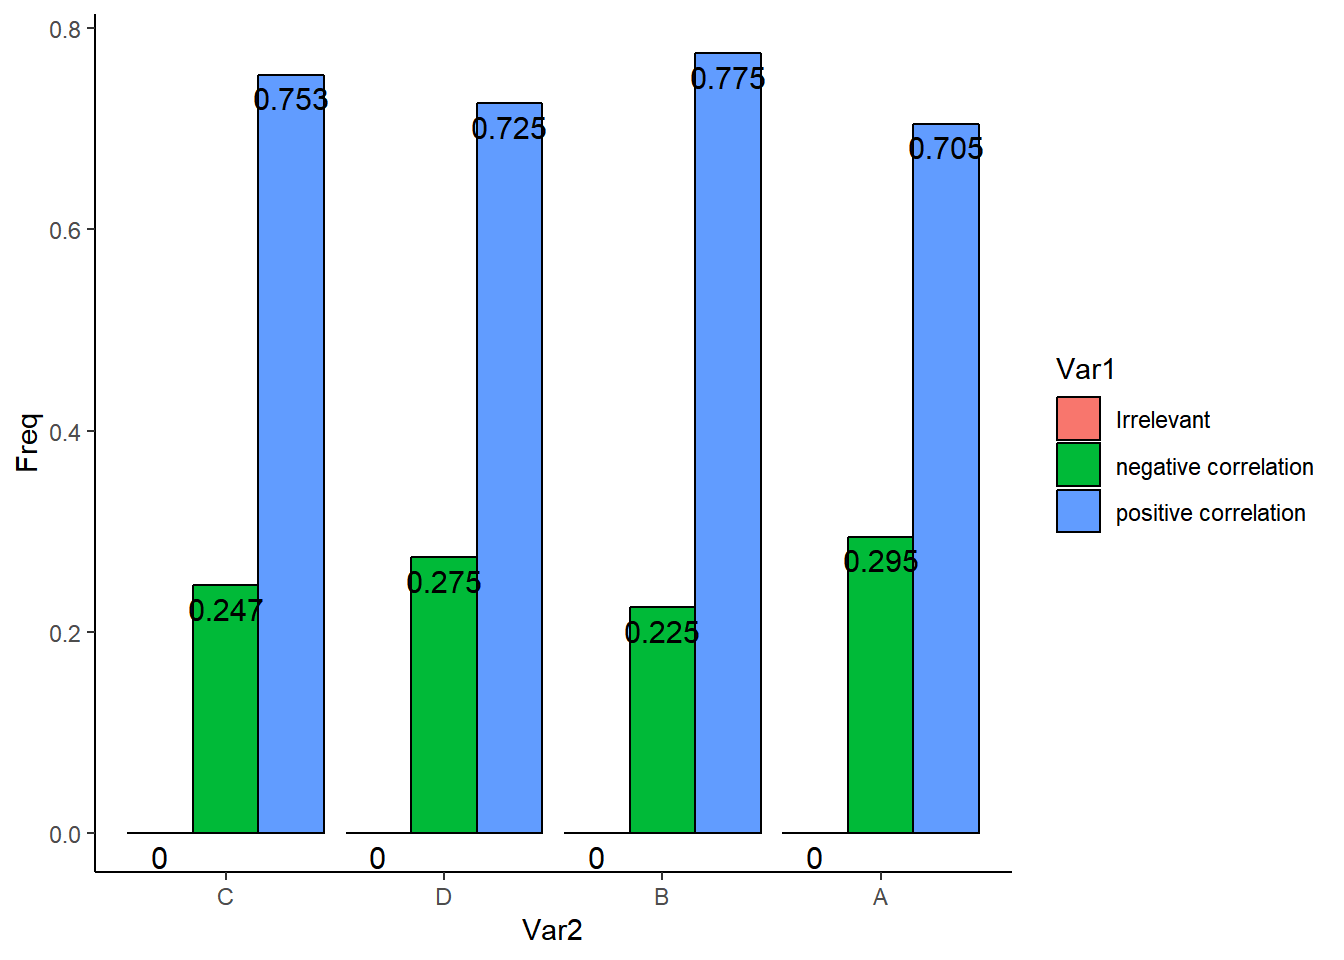 0.8
0.6
0.4
0.2
0.0
Freq
0.753
0.725
0.775
0.705
0.247
0.275
0.225
0.295
0
0
0
0
C
D
B
A
Var2
Var1
Irrelevant
negative correlation
positive correlation